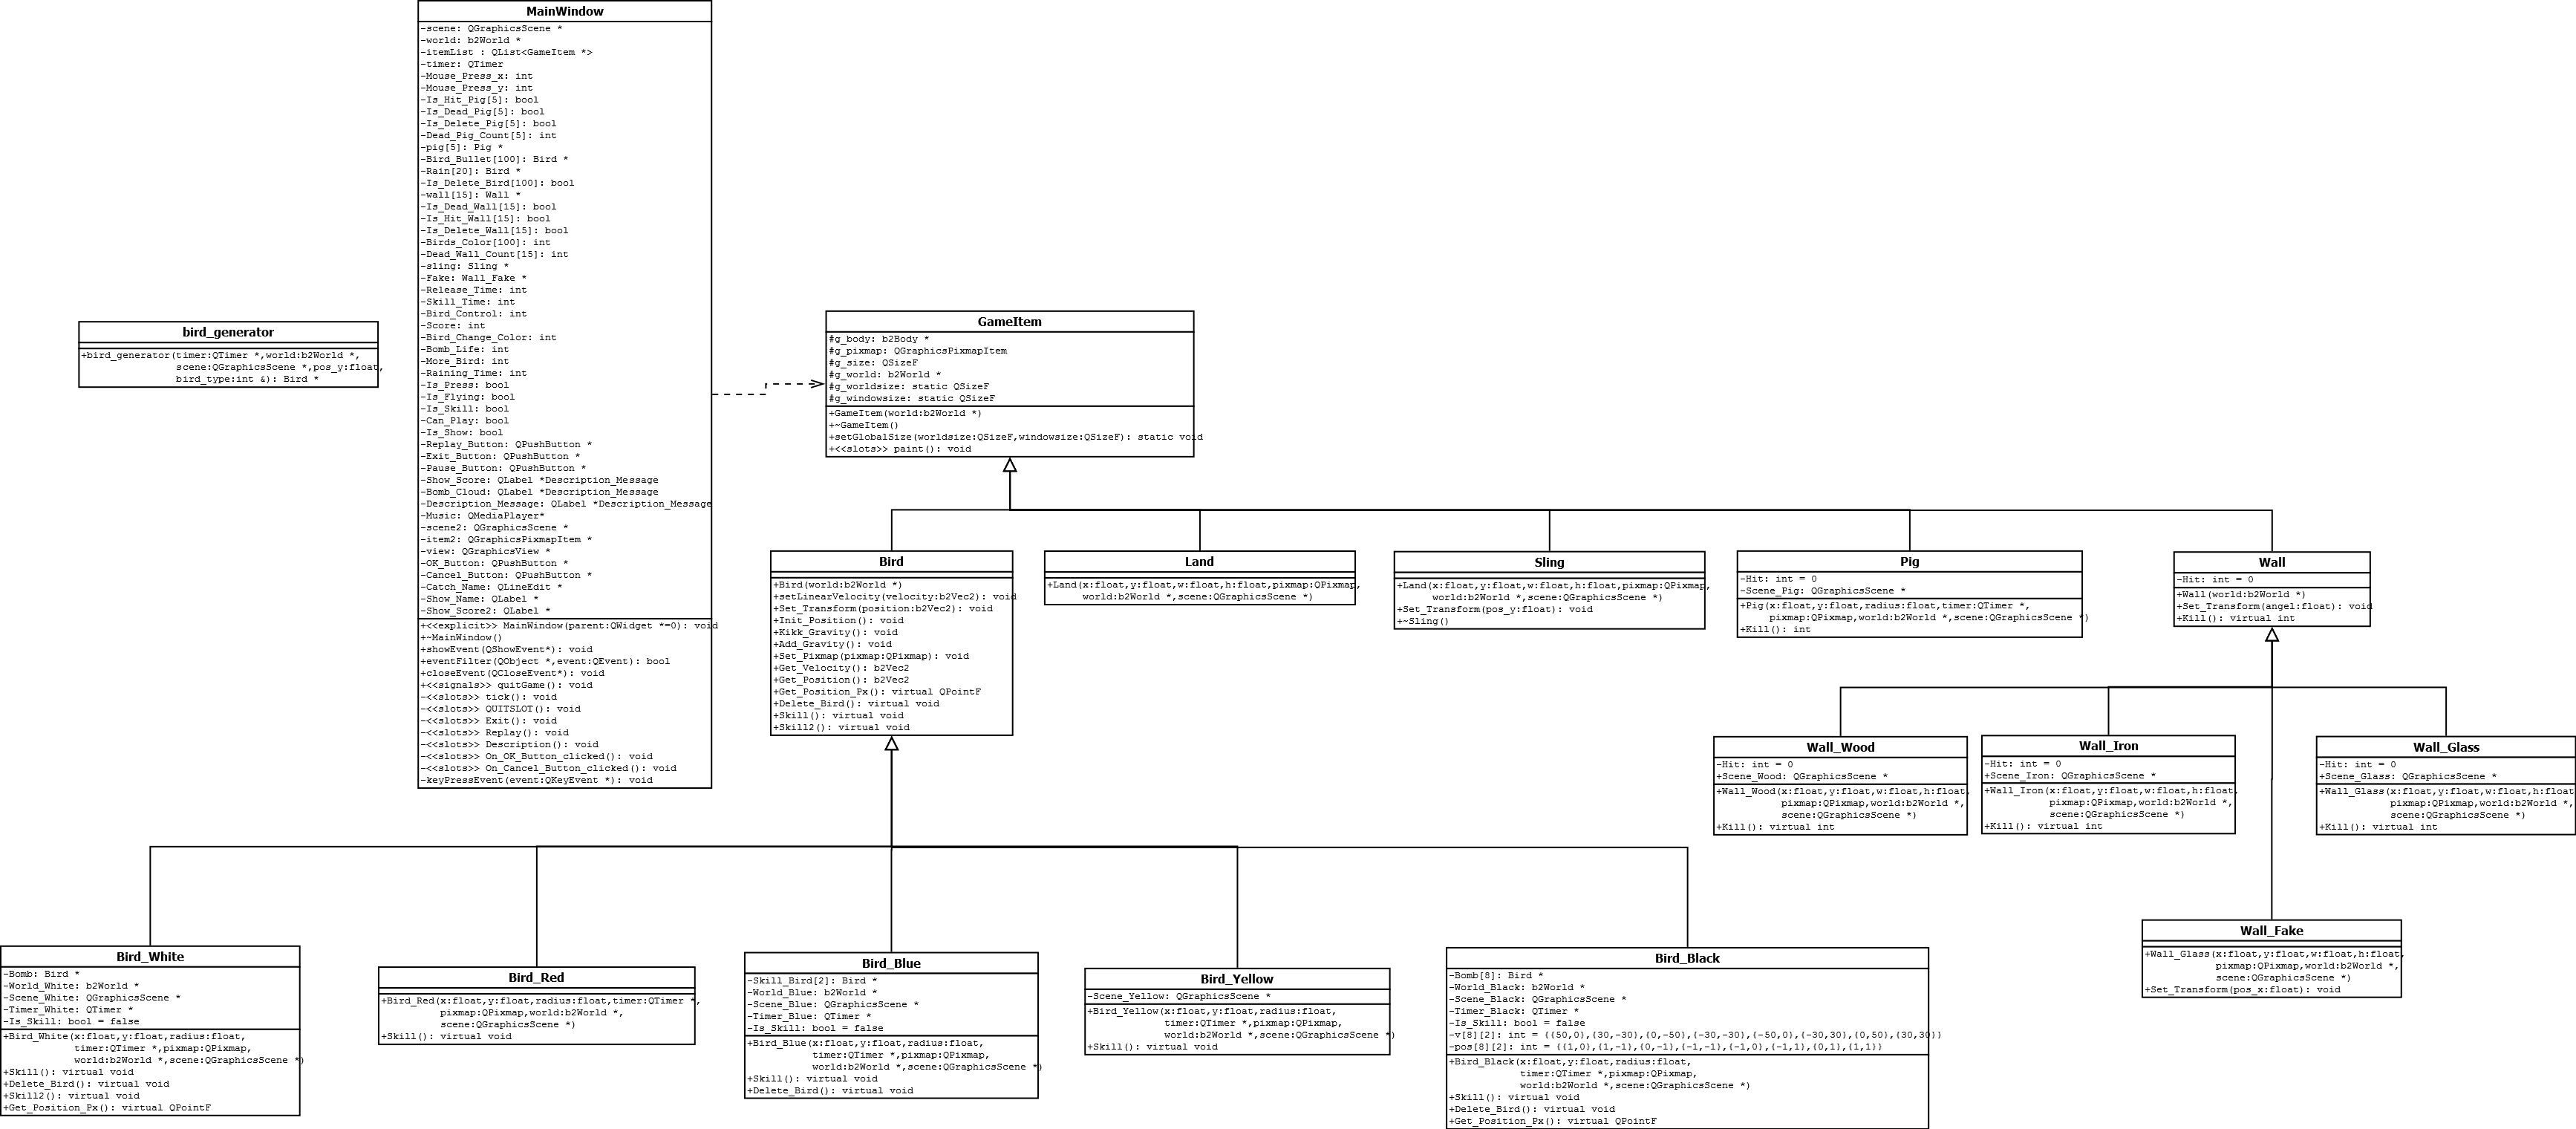 MainWindow
-scene: QGraphicsScene *
-world: b2World *
-itemList : QList<GameItem *>
-timer: QTimer
-Mouse_Press_x: int
-Mouse_Press_y: int
-Is_Hit_Pig[5]: bool
-Is_Dead_Pig[5]: bool
-Is_Delete_Pig[5]: bool
-Dead_Pig_Count[5]: int
-pig[5]: Pig *
-Bird_Bullet[100]: Bird *
-Rain[20]: Bird *
-Is_Delete_Bird[100]: bool
-wall[15]: Wall *
-Is_Dead_Wall[15]: bool
-Is_Hit_Wall[15]: bool
-Is_Delete_Wall[15]: bool
-Birds_Color[100]: int
-Dead_Wall_Count[15]: int
-sling: Sling *
-Fake: Wall_Fake *
-Release_Time: int
-Skill_Time: int
-Bird_Control: int
-Score: int
-Bird_Change_Color: int
-Bomb_Life: int
-More_Bird: int
-Raining_Time: int
-Is_Press: bool
-Is_Flying: bool
-Is_Skill: bool
-Can_Play: bool
-Is_Show: bool
-Replay_Button: QPushButton *
-Exit_Button: QPushButton *
-Pause_Button: QPushButton *
-Show_Score: QLabel *Description_Message
-Bomb_Cloud: QLabel *Description_Message
-Description_Message: QLabel *Description_Message
-Music: QMediaPlayer*
-scene2: QGraphicsScene *
-item2: QGraphicsPixmapItem *
-view: QGraphicsView *
-OK_Button: QPushButton *
-Cancel_Button: QPushButton *
-Catch_Name: QLineEdit *
-Show_Name: QLabel *
-Show_Score2: QLabel *
+<<explicit>> MainWindow(parent:QWidget *=0): void
+~MainWindow()
+showEvent(QShowEvent*): void
+eventFilter(QObject *,event:QEvent): bool
+closeEvent(QCloseEvent*): void
+<<signals>> quitGame(): void
-<<slots>> tick(): void
-<<slots>> QUITSLOT(): void
-<<slots>> Exit(): void
-<<slots>> Replay(): void
-<<slots>> Description(): void
-<<slots>> On_OK_Button_clicked(): void
-<<slots>> On_Cancel_Button_clicked(): void
-keyPressEvent(event:QKeyEvent *): void
bird_generator
+bird_generator(timer:QTimer *,world:b2World *,
scene:QGraphicsScene *,pos_y:float,
bird_type:int &): Bird *
GameItem
#g_body: b2Body *
#g_pixmap: QGraphicsPixmapItem
#g_size: QSizeF
#g_world: b2World *
#g_worldsize: static QSizeF
#g_windowsize: static QSizeF
+GameItem(world:b2World *)
+~GameItem()
+setGlobalSize(worldsize:QSizeF,windowsize:QSizeF): static void
+<<slots>> paint(): void
Bird
+Bird(world:b2World *)
+setLinearVelocity(velocity:b2Vec2): void
+Set_Transform(position:b2Vec2): void
+Init_Position(): void
+Kikk_Gravity(): void
+Add_Gravity(): void
+Set_Pixmap(pixmap:QPixmap): void
+Get_Velocity(): b2Vec2
+Get_Position(): b2Vec2
+Get_Position_Px(): virtual QPointF
+Delete_Bird(): virtual void
+Skill(): virtual void
+Skill2(): virtual void
Land
+Land(x:float,y:float,w:float,h:float,pixmap:QPixmap,
world:b2World *,scene:QGraphicsScene *)
Sling
+Land(x:float,y:float,w:float,h:float,pixmap:QPixmap,
world:b2World *,scene:QGraphicsScene *)
+Set_Transform(pos_y:float): void
+~Sling()
Pig
-Hit: int = 0
-Scene_Pig: QGraphicsScene *
+Pig(x:float,y:float,radius:float,timer:QTimer *,
pixmap:QPixmap,world:b2World *,scene:QGraphicsScene *)
+Kill(): int
Wall
-Hit: int = 0
+Wall(world:b2World *)
+Set_Transform(angel:float): void
+Kill(): virtual int
Wall_Wood
-Hit: int = 0
+Scene_Wood: QGraphicsScene *
+Wall_Wood(x:float,y:float,w:float,h:float,
pixmap:QPixmap,world:b2World *,
scene:QGraphicsScene *)
+Kill(): virtual int
Wall_Iron
-Hit: int = 0
+Scene_Iron: QGraphicsScene *
+Wall_Iron(x:float,y:float,w:float,h:float,
pixmap:QPixmap,world:b2World *,
scene:QGraphicsScene *)
+Kill(): virtual int
Wall_Glass
-Hit: int = 0
+Scene_Glass: QGraphicsScene *
+Wall_Glass(x:float,y:float,w:float,h:float
pixmap:QPixmap,world:b2World *,
scene:QGraphicsScene *)
+Kill(): virtual int
Wall_Fake
+Wall_Glass(x:float,y:float,w:float,h:float,
pixmap:QPixmap,world:b2World *,
scene:QGraphicsScene *)
+Set_Transform(pos_x:float): void
Bird_White
-Bomb: Bird *
-World_White: b2World *
-Scene_White: QGraphicsScene *
-Timer_White: QTimer *
-Is_Skill: bool = false
+Bird_White(x:float,y:float,radius:float,
timer:QTimer *,pixmap:QPixmap,
world:b2World *,scene:QGraphicsScene *)
+Skill(): virtual void
+Delete_Bird(): virtual void
+Skill2(): virtual void
+Get_Position_Px(): virtual QPointF
Bird_Red
+Bird_Red(x:float,y:float,radius:float,timer:QTimer *,
pixmap:QPixmap,world:b2World *,
scene:QGraphicsScene *)
+Skill(): virtual void
Bird_Blue
-Skill_Bird[2]: Bird *
-World_Blue: b2World *
-Scene_Blue: QGraphicsScene *
-Timer_Blue: QTimer *
-Is_Skill: bool = false
+Bird_Blue(x:float,y:float,radius:float,
timer:QTimer *,pixmap:QPixmap,
world:b2World *,scene:QGraphicsScene *)
+Skill(): virtual void
+Delete_Bird(): virtual void
Bird_Yellow
-Scene_Yellow: QGraphicsScene *
+Bird_Yellow(x:float,y:float,radius:float,
timer:QTimer *,pixmap:QPixmap,
world:b2World *,scene:QGraphicsScene *)
+Skill(): virtual void
Bird_Black
-Bomb[8]: Bird *
-World_Black: b2World *
-Scene_Black: QGraphicsScene *
-Timer_Black: QTimer *
-Is_Skill: bool = false
-v[8][2]: int = {{50,0},{30,-30},{0,-50},{-30,-30},{-50,0},{-30,30},{0,50},{30,30}}
-pos[8][2]: int = {{1,0},{1,-1},{0,-1},{-1,-1},{-1,0},{-1,1},{0,1},{1,1}}
+Bird_Black(x:float,y:float,radius:float,
timer:QTimer *,pixmap:QPixmap,
world:b2World *,scene:QGraphicsScene *)
+Skill(): virtual void
+Delete_Bird(): virtual void
+Get_Position_Px(): virtual QPointF